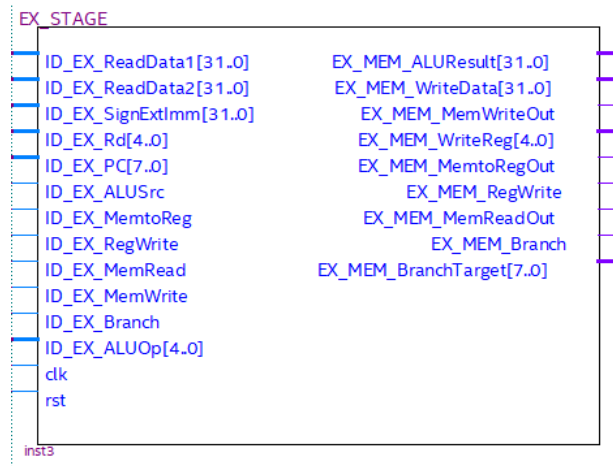 EX_STAGE
ID_EX_ReadData1[31..0] EX_MEM_ALUResult[31..0]
ID_EX_ReadData2[31..0] EX_MEM_WriteData[31..0]
ID_EX_SignExtImm[31..0] EX_MEM_MemWriteOut
ID_EX_Rd[4..0] EX_MEM_WriteReg[4..0]
ID_EX_PC[7..0] EX_MEM_MemtoRegOut
ID_EX_ALUSrc EX_MEM_RegWrite
ID_EX_MemtoReg EX_MEM_MemReadOut
ID_EX_RegWrite EX_MEM_Branch
ID_EX_MemRead EX_MEM_BranchTarget[7..0]
ID_EX_MemWrite
ID_EX_Branch
ID_EX_ALUOp[4..0]
clk
rst
inst3